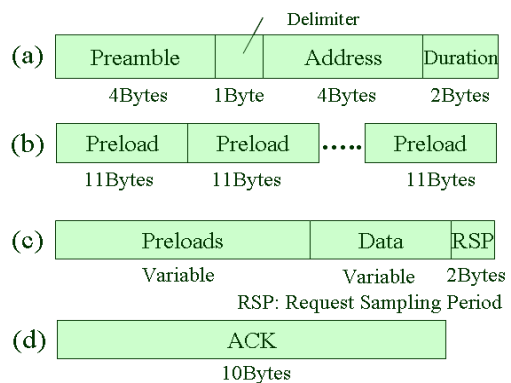 Delimiter
(a) Preamble Address Duration
4Bytes 1Byte 4Bytes 2Bytes
(b) Preload Preload ..... Preload
11Bytes 11Bytes 11Bytes
(c) Preloads Data RSP
Variable Variable 2Bytes
RSP: Request Sampling Period
(d) ACK
10Bytes